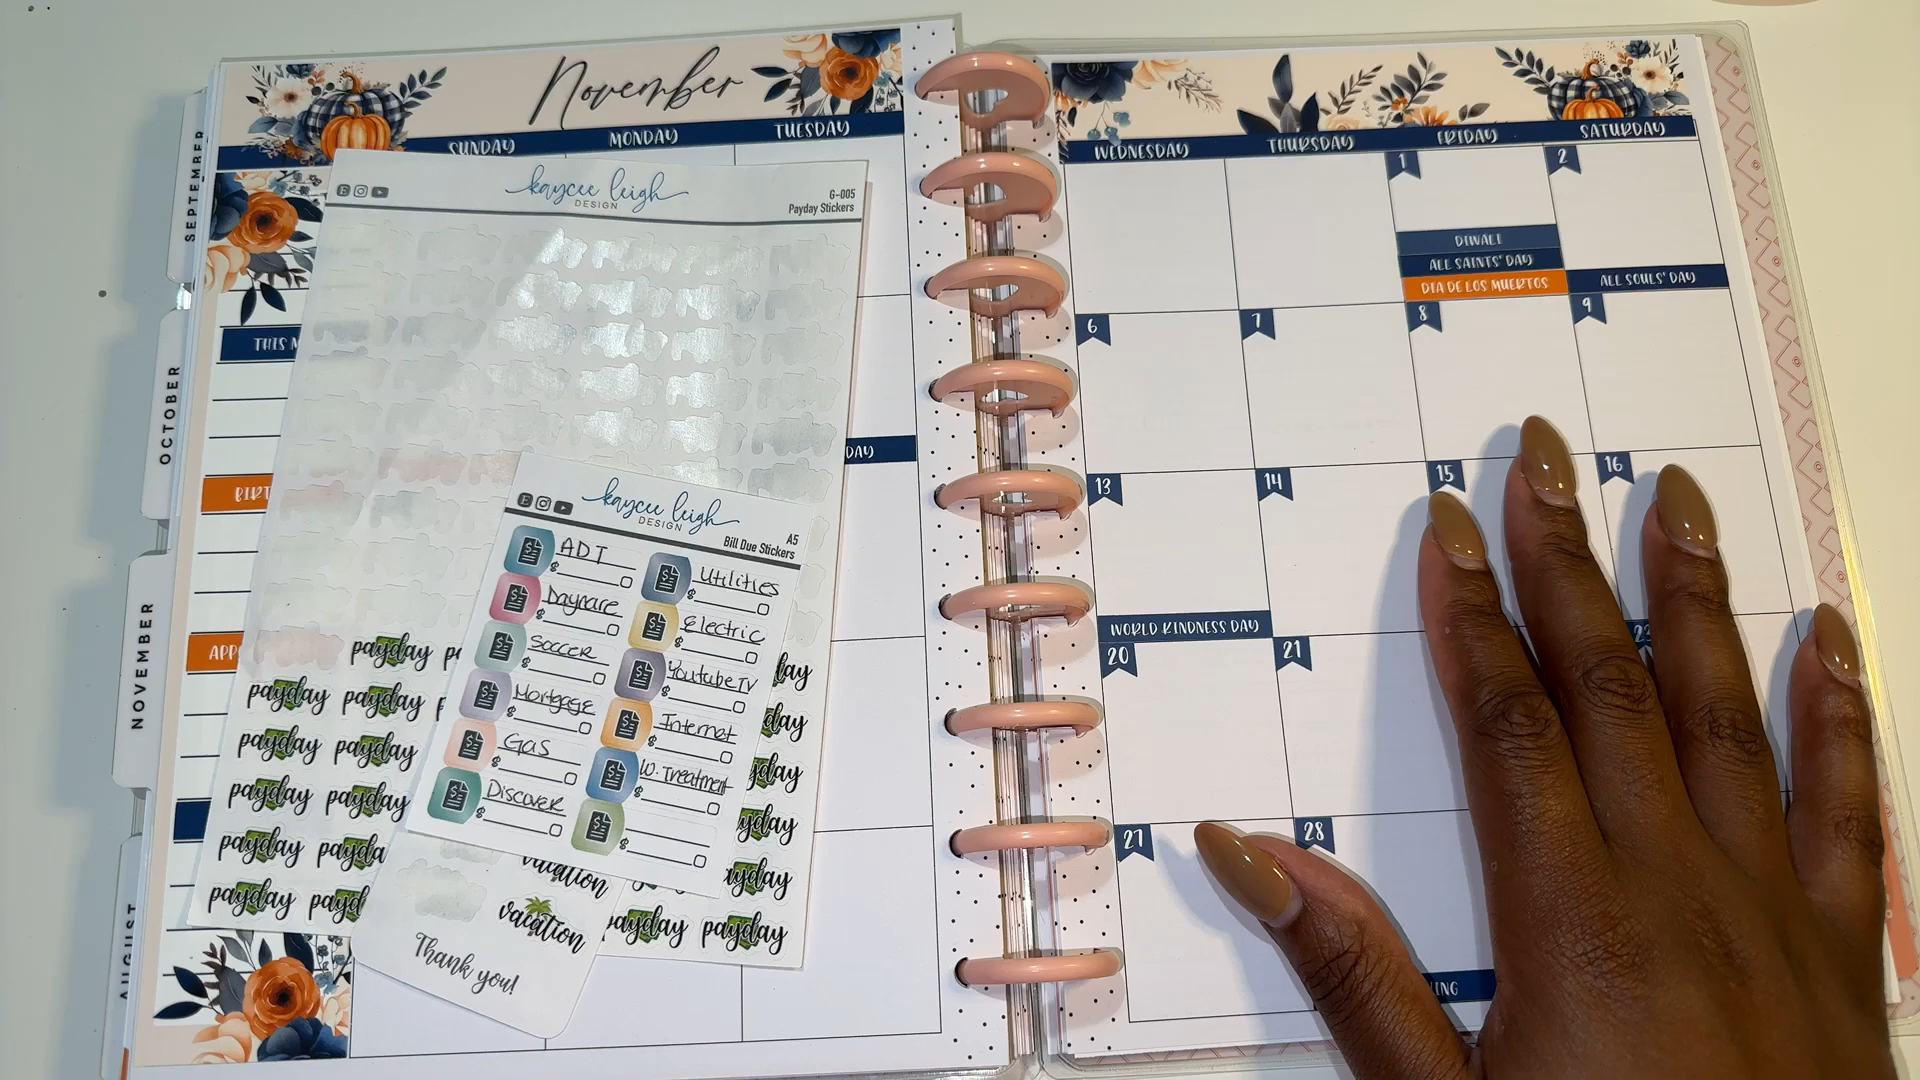 November
SUNDAY MONDAY TUESDAY
WEDNESDAY THURSDAY FRIDAY SATURDAY
SEPTEMBER
OCTOBER
NOVEMBER
AUGUST
kaycee leigh
DESIGN
G-005
Payday Stickers
payday
payday payday
payday payday
payday payday
payday
payday
payday payday
kaycee leigh
DESIGN
A5
Bill Due Stickers
ADT
$
Utilities
$
Daycare
$
Electric
$
Soccer
$
Youtube TV
$
Mortgage
$
Internet
$
Gas
$
W. Treatment
$
Discover
$
$
vacation
vacation
Thank you!
1 2
DIWALI
ALL SAINTS' DAY
DIA DE LOS MUERTOS
ALL SOULS' DAY
6 7 8 9
13 14 15 16
WORLD KINDNESS DAY
20 21
27 28